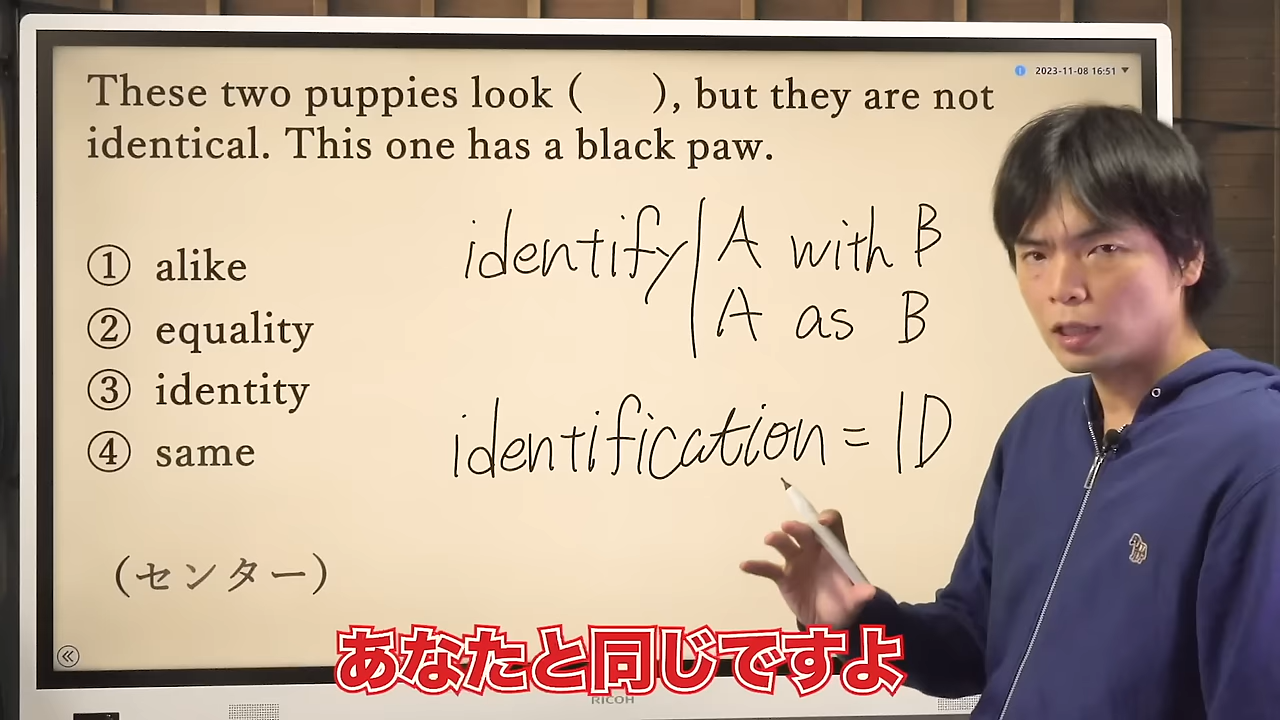 2023-11-08 16:51
These two puppies look (     ), but they are not
identical. This one has a black paw.
① alike
② equality
③ identity
④ same
(センター)
identify A with B
A as B
identification = ID
あなたと同じですよ
RICOH